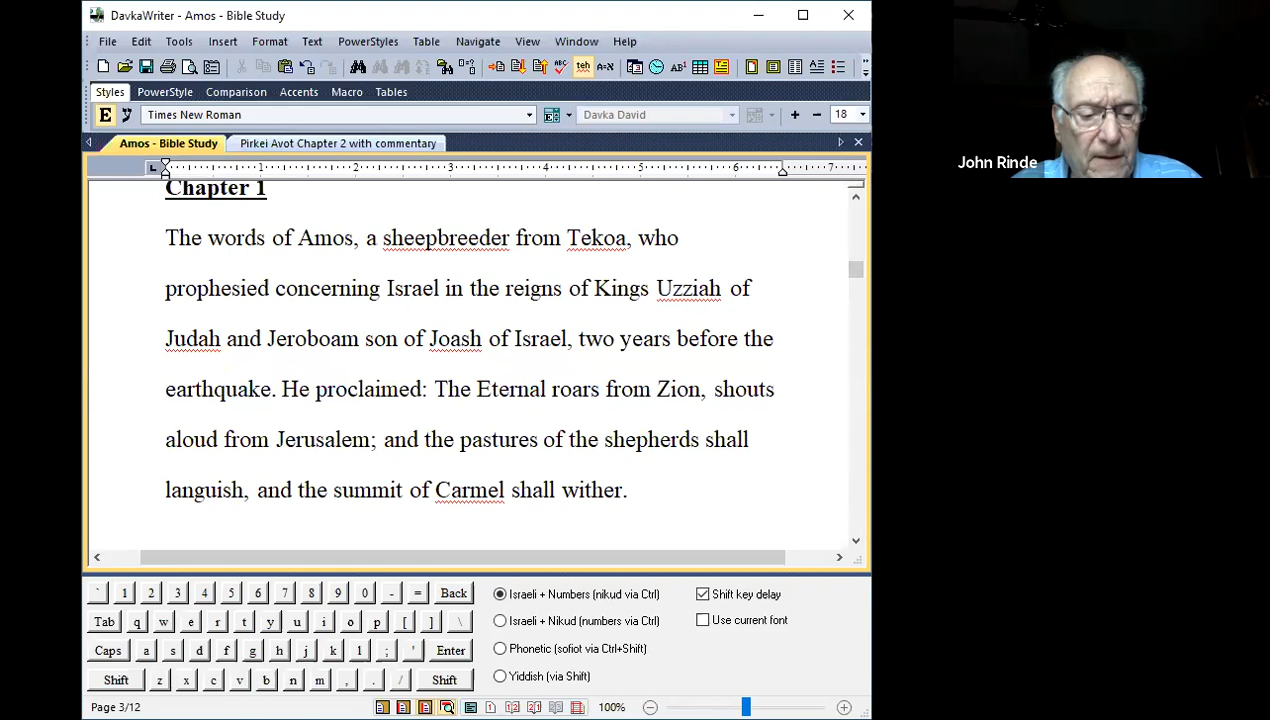 DavkaWriter - Amos - Bible Study
File Edit Tools Insert Format Text PowerStyles Table Navigate View Window Help
Styles PowerStyle Comparison Accents Macro Tables
E ע Times New Roman Davka David + − 18
Amos - Bible Study Pirkei Avot Chapter 2 with commentary
1 2 3 4 5 6 7
Chapter 1
The words of Amos, a sheepbreeder from Tekoa, who
prophesied concerning Israel in the reigns of Kings Uzziah of
Judah and Jeroboam son of Joash of Israel, two years before the
earthquake. He proclaimed: The Eternal roars from Zion, shouts
aloud from Jerusalem; and the pastures of the shepherds shall
languish, and the summit of Carmel shall wither.
` 1 2 3 4 5 6 7 8 9 0 - = Back
Tab q w e r t y u i o p [ ] \
Caps a s d f g h j k l ; ' Enter
Shift z x c v b n m , . / Shift
Israeli + Numbers (nikud via Ctrl)
Israeli + Nikud (numbers via Ctrl)
Phonetic (sofiot via Ctrl+Shift)
Yiddish (via Shift)
Shift key delay
Use current font
Page 3/12 100%
John Rinde